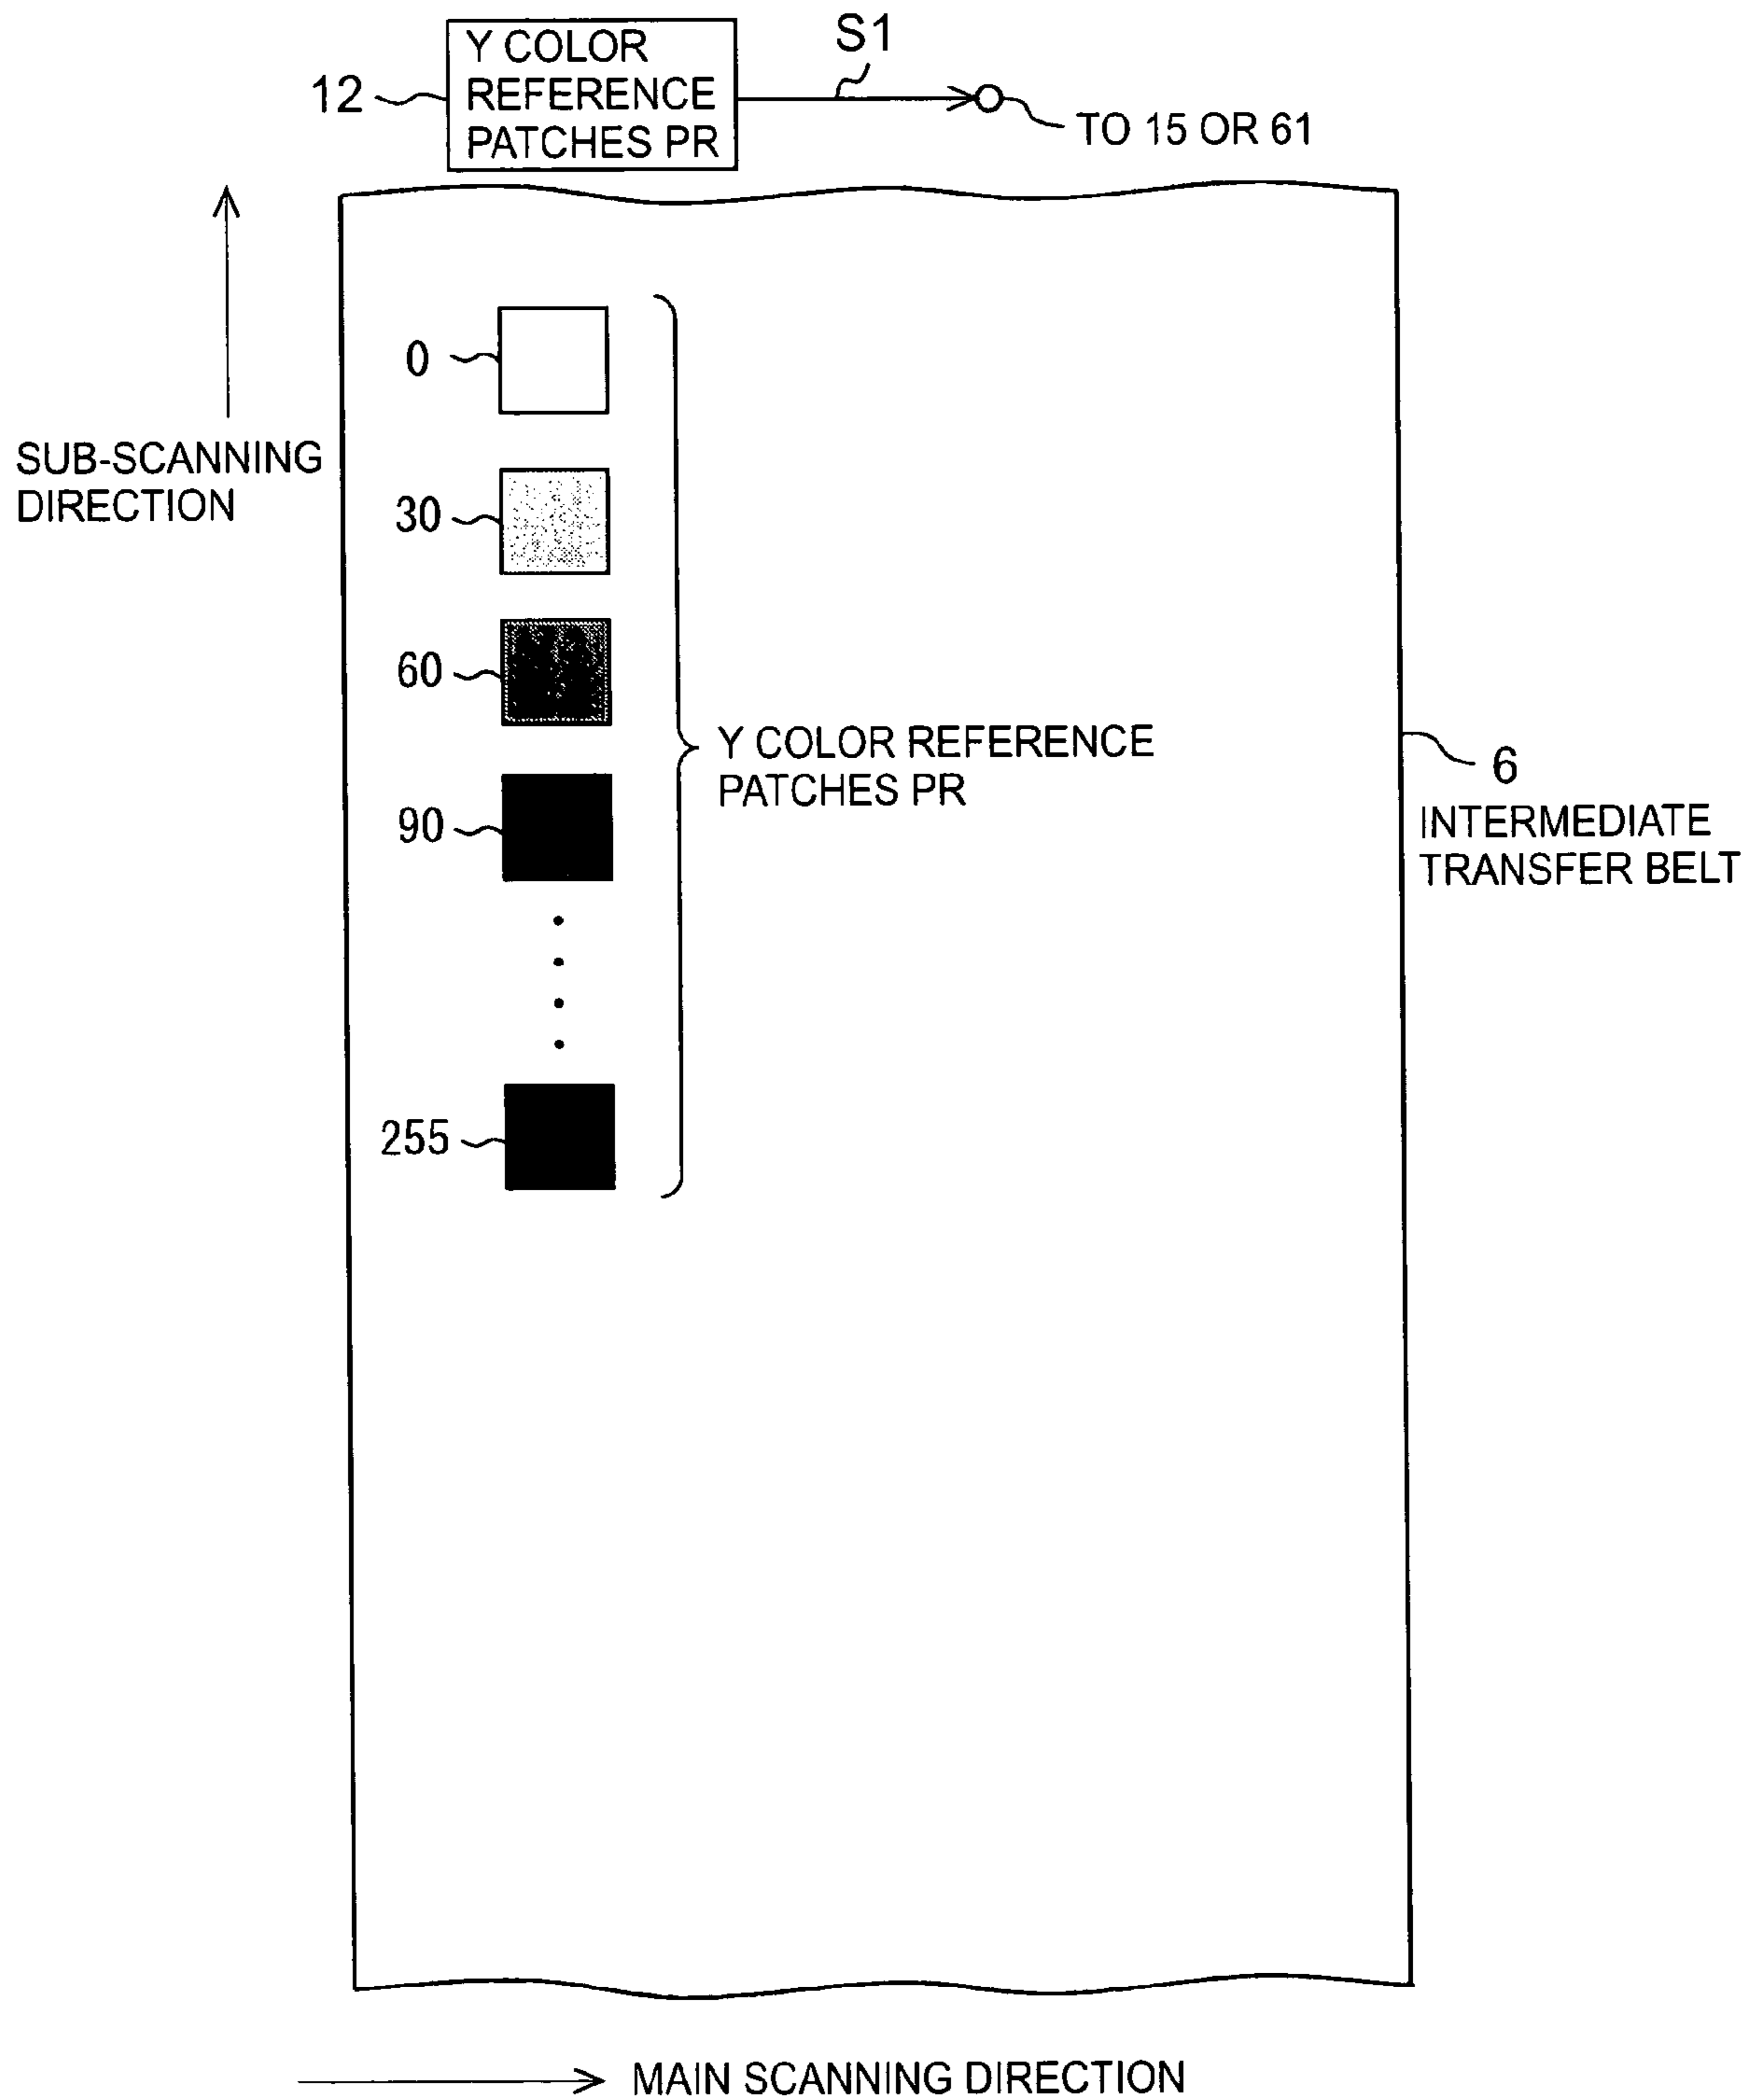 S1
12
Y COLOR
REFERENCE
PATCHES PR
TO 15 OR 61
SUB-SCANNING
DIRECTION
0
30
60
90
255
Y COLOR REFERENCE
PATCHES PR
6
INTERMEDIATE
TRANSFER BELT
MAIN SCANNING DIRECTION